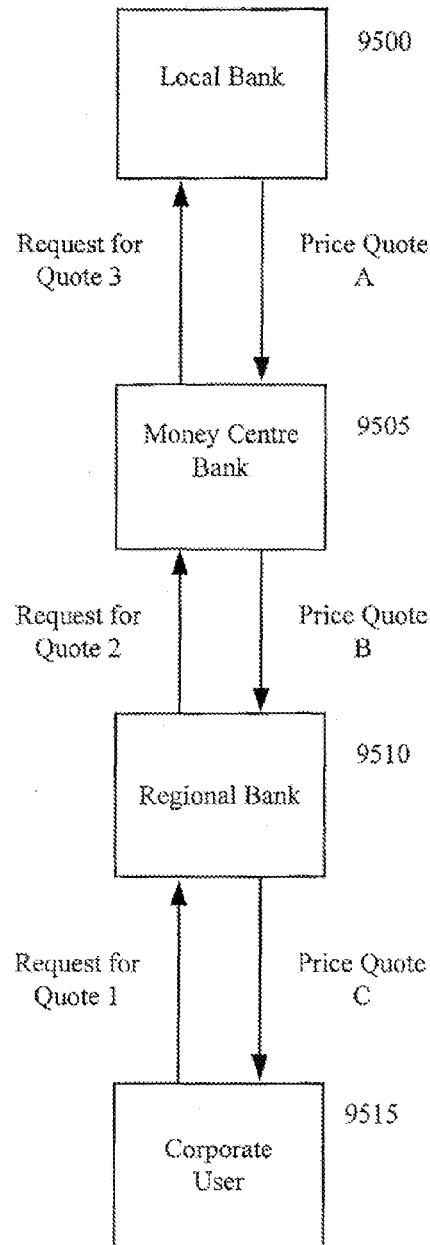 9500
Local Bank
Request for
Quote 3
Price Quote
A
9505
Money Centre
Bank
Request for
Quote 2
Price Quote
B
9510
Regional Bank
Request for
Quote 1
Price Quote
C
9515
Corporate
User